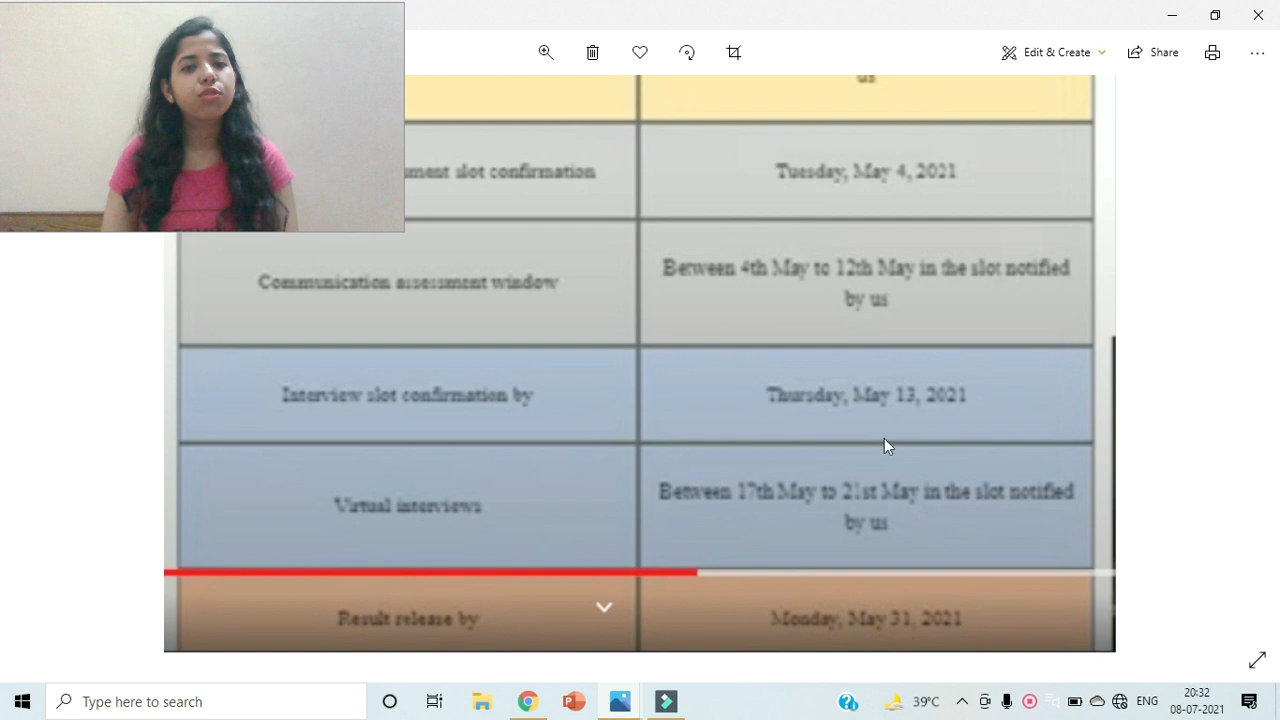 Edit & Create
Share
us
ment slot confirmation
Tuesday, May 4, 2021
Communication assessment window
Between 4th May to 12th May in the slot notified
by us
Interview slot confirmation by
Thursday, May 13, 2021
Virtual interviews
Between 17th May to 21st May in the slot notified
by us
Result release by
Monday, May 31, 2021
Type here to search
39°C
ENG
20:32
08-07-2021